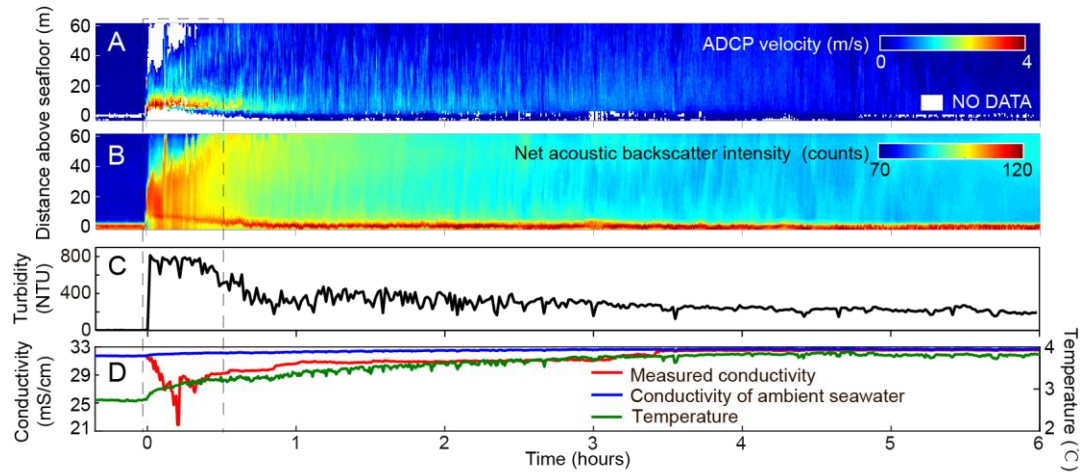 A
ADCP velocity (m/s)
0 4
NO DATA
60
40
20
0
B
Net acoustic backscatter intensity (counts)
70 120
60
40
20
0
Distance above seafloor (m)
C
800
400
0
Turbidity
(NTU)
D
33
29
25
21
Conductivity
(mS/cm)
Measured conductivity
Conductivity of ambient seawater
Temperature
4
3
2
Temperature (℃)
0 1 2 3 4 5 6
Time (hours)